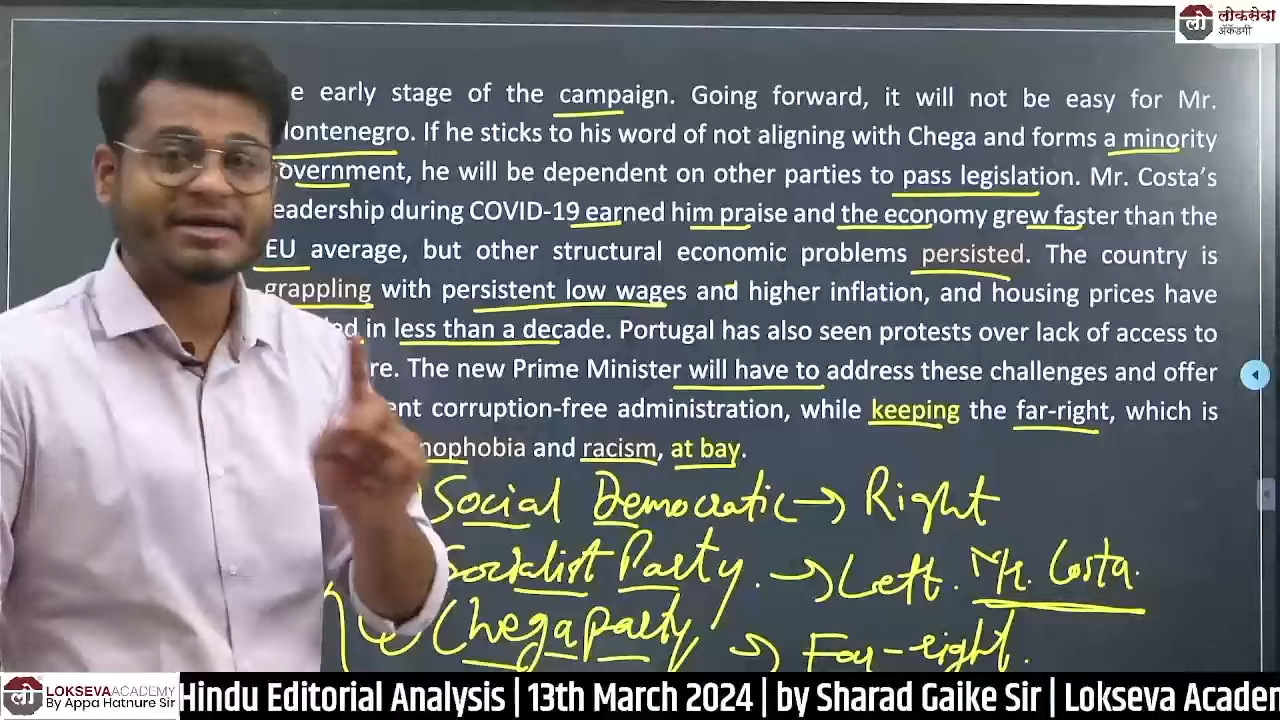 लोकसेवा
अ‍ॅकॅडमी
e early stage of the campaign. Going forward, it will not be easy for Mr.
ontenegro. If he sticks to his word of not aligning with Chega and forms a minority
overnment, he will be dependent on other parties to pass legislation. Mr. Costa's
eadership during COVID-19 earned him praise and the economy grew faster than the
EU average, but other structural economic problems persisted. The country is
grappling with persistent low wages and higher inflation, and housing prices have
ed in less than a decade. Portugal has also seen protests over lack of access to
re. The new Prime Minister will have to address these challenges and offer
ent corruption-free administration, while keeping the far-right, which is
nophobia and racism, at bay.
Social Democratic → Right
Socialist Party. → Left. Mr. Costa.
Chega party → Far-right.
लो LOKSEVA ACADEMY
By Appa Hatnure Sir
Hindu Editorial Analysis | 13th March 2024 | by Sharad Gaike Sir | Lokseva Academ